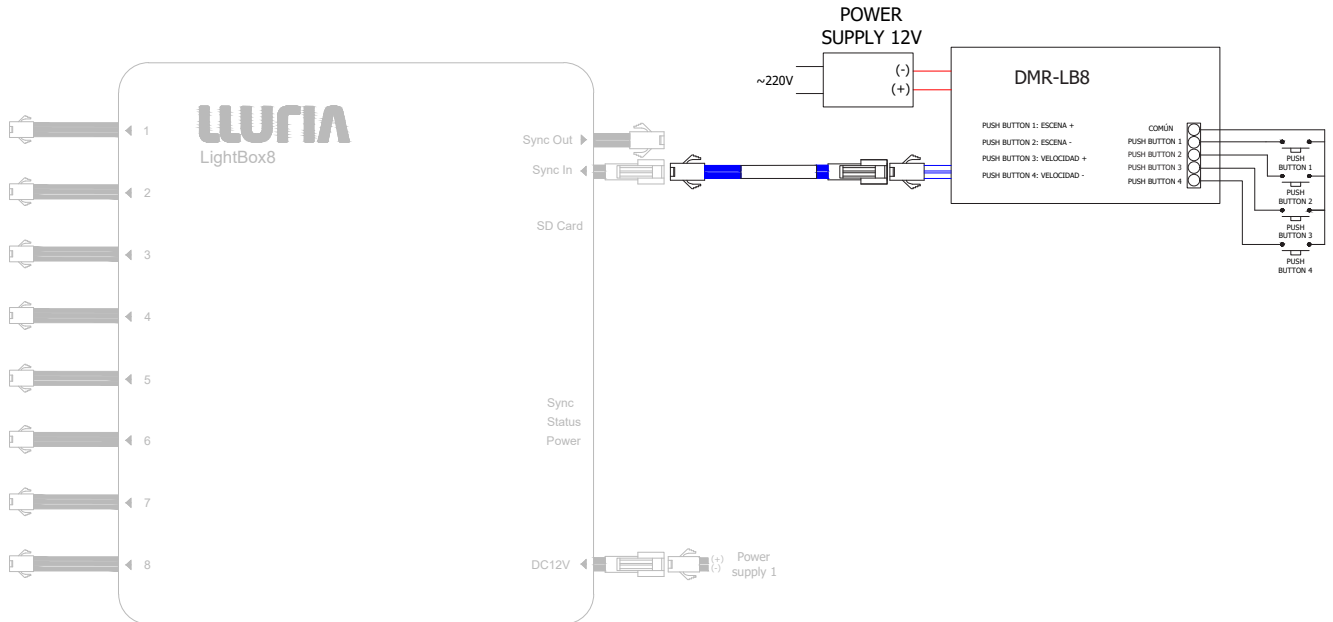 POWER
SUPPLY 12V
~220V
(-)
(+)
DMR-LB8
PUSH BUTTON 1: ESCENA +
PUSH BUTTON 2: ESCENA -
PUSH BUTTON 3: VELOCIDAD +
PUSH BUTTON 4: VELOCIDAD -
COMÚN
PUSH BUTTON 1
PUSH BUTTON 2
PUSH BUTTON 3
PUSH BUTTON 4
PUSH
BUTTON 1
PUSH
BUTTON 2
PUSH
BUTTON 3
PUSH
BUTTON 4
LLURIA
LightBox8
1
2
3
4
5
6
7
8
Sync Out
Sync In
SD Card
Sync
Status
Power
DC12V
(+)
(-)
Power
supply 1